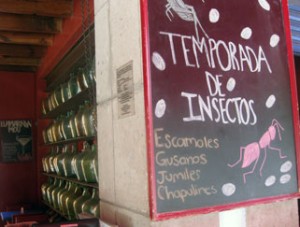 TEMPORADA
DE
INSECTOS
Escamoles
Gusanos
Jumiles
Chapulines